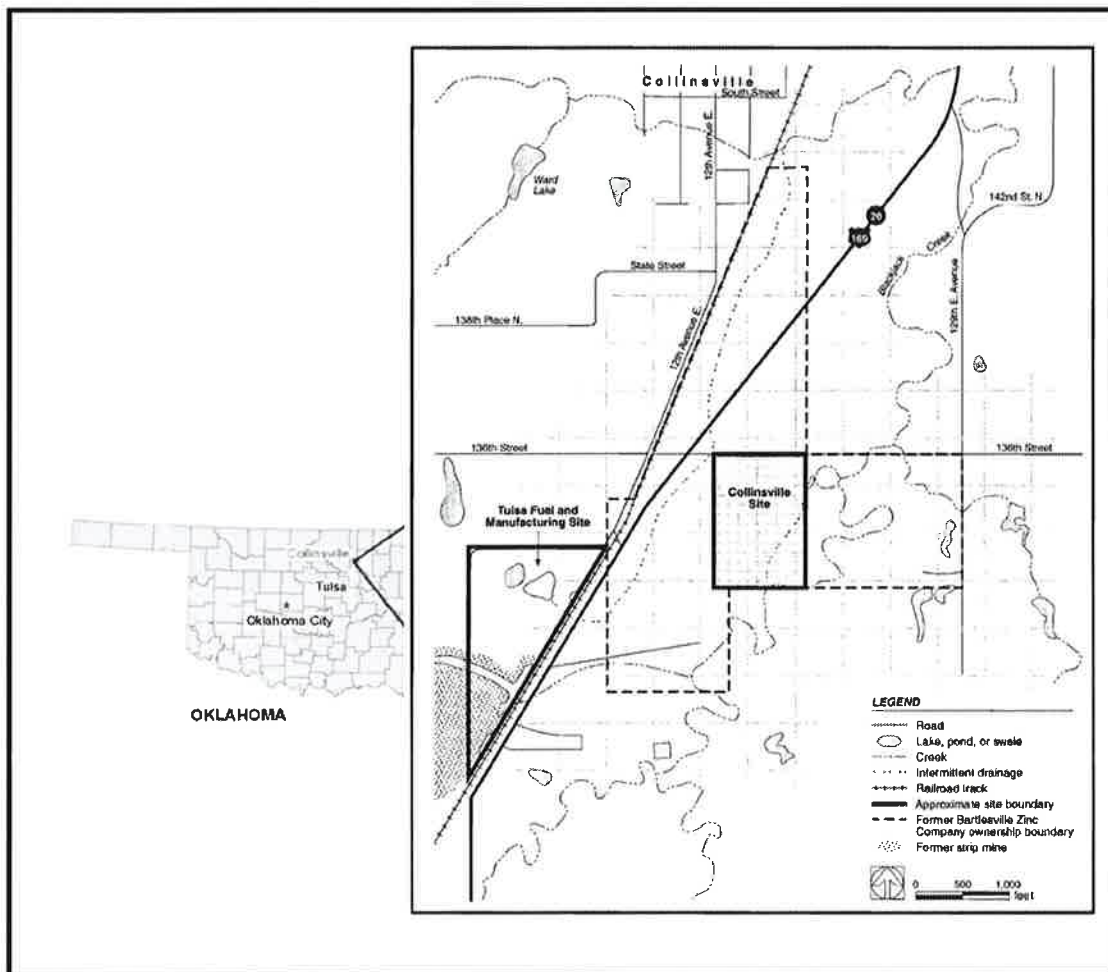 Collinsville
South Street
12th Avenue E.
Ward
Lake
142nd St. N.
20
169
Blackjack Creek
State Street
129th E. Avenue
138th Place N.
12th Avenue E.
136th Street
136th Street
Collinsville
Site
Tulsa Fuel and
Manufacturing Site
Collinsville
Tulsa
Oklahoma City
OKLAHOMA
LEGEND
Road
Lake, pond, or swale
Creek
Intermittent drainage
Railroad track
Approximate site boundary
Former Bartlesville Zinc
Company ownership boundary
Former strip mine
0 500 1,000
feet